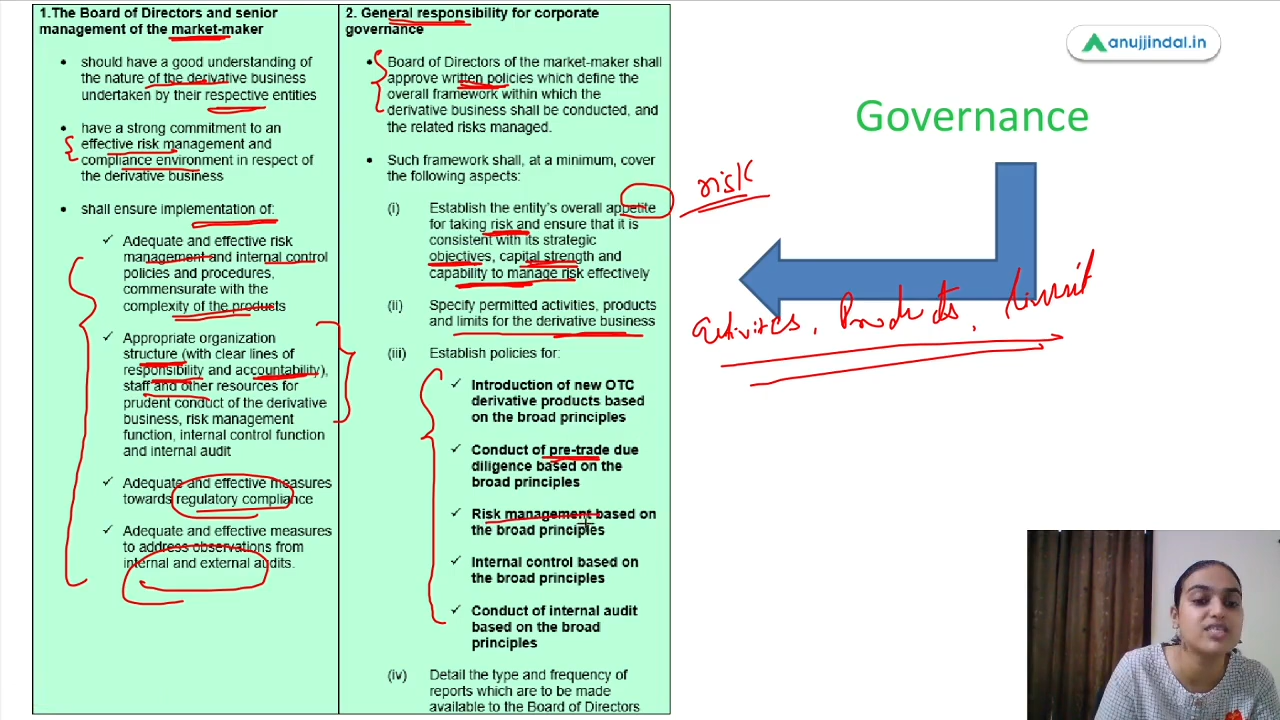 1.The Board of Directors and senior
management of the market-maker
should have a good understanding of
the nature of the derivative business
undertaken by their respective entities
have a strong commitment to an
effective risk management and
compliance environment in respect of
the derivative business
shall ensure implementation of:
Adequate and effective risk
management and internal control
policies and procedures,
commensurate with the
complexity of the products
Appropriate organization
structure (with clear lines of
responsibility and accountability),
staff and other resources for
prudent conduct of the derivative
business, risk management
function, internal control function
and internal audit
Adequate and effective measures
towards regulatory compliance
Adequate and effective measures
to address observations from
internal and external audits.
2. General responsibility for corporate
governance
Board of Directors of the market-maker shall
approve written policies which define the
overall framework within which the
derivative business shall be conducted, and
the related risks managed.
Such framework shall, at a minimum, cover
the following aspects:
(i) Establish the entity's overall appetite
for taking risk and ensure that it is
consistent with its strategic
objectives, capital strength and
capability to manage risk effectively
(ii) Specify permitted activities, products
and limits for the derivative business
(iii) Establish policies for:
Introduction of new OTC
derivative products based
on the broad principles
Conduct of pre-trade due
diligence based on the
broad principles
Risk management based on
the broad principles
Internal control based on
the broad principles
Conduct of internal audit
based on the broad
principles
(iv) Detail the type and frequency of
reports which are to be made
available to the Board of Directors
anujjindal.in
Governance
risk
activities, Products, limit